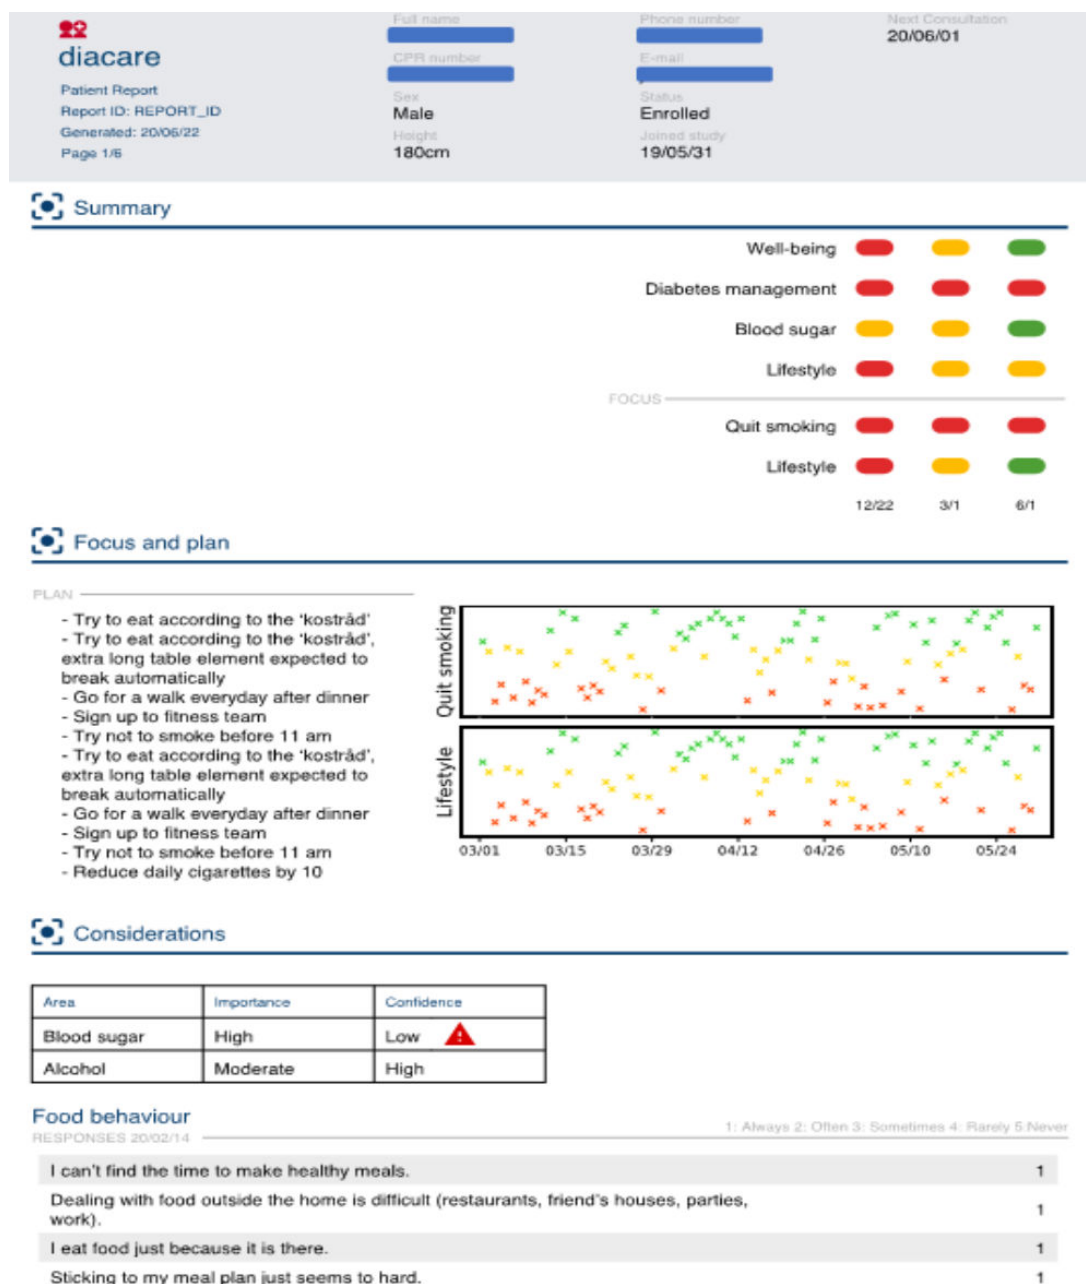 diacare
Patient Report
Report ID: REPORT_ID
Generated: 20/06/22
Page 1/6
Full name
CPR number
Sex
Male
Height
180cm
Phone number
E-mail
Status
Enrolled
Joined study
19/05/31
Next Consultation
20/06/01
Summary
Well-being
Diabetes management
Blood sugar
Lifestyle
FOCUS
Quit smoking
Lifestyle
12/22 3/1 6/1
Focus and plan
PLAN
- Try to eat according to the 'kostråd'
- Try to eat according to the 'kostråd',
extra long table element expected to
break automatically
- Go for a walk everyday after dinner
- Sign up to fitness team
- Try not to smoke before 11 am
- Try to eat according to the 'kostråd',
extra long table element expected to
break automatically
- Go for a walk everyday after dinner
- Sign up to fitness team
- Try not to smoke before 11 am
- Reduce daily cigarettes by 10
Quit smoking
Lifestyle
03/01 03/15 03/29 04/12 04/26 05/10 05/24
Considerations
Area Importance Confidence
Blood sugar High Low
Alcohol Moderate High
Food behaviour
RESPONSES 20/02/14
1: Always 2: Often 3: Sometimes 4: Rarely 5:Never
I can't find the time to make healthy meals. 1
Dealing with food outside the home is difficult (restaurants, friend's houses, parties,
work). 1
I eat food just because it is there. 1
Sticking to my meal plan just seems to hard. 1